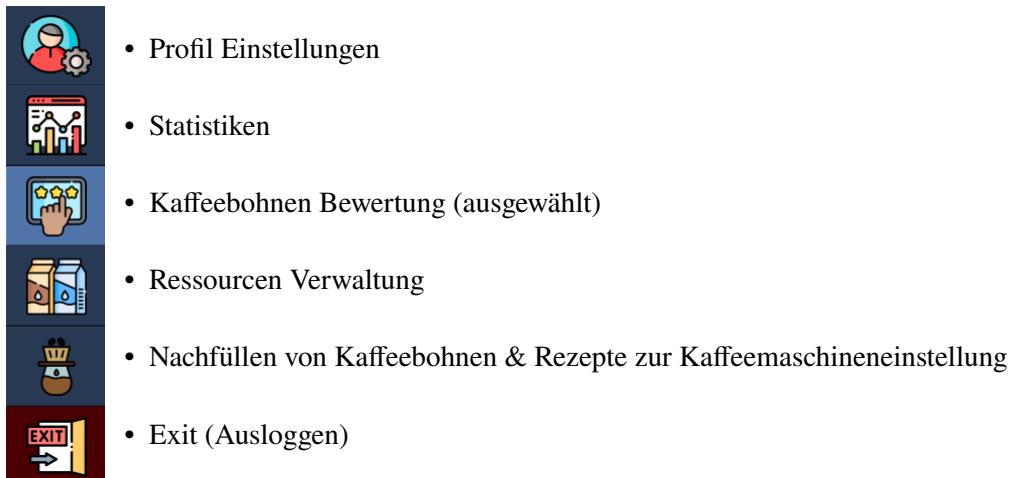 • Profil Einstellungen
• Statistiken
• Kaffeebohnen Bewertung (ausgewählt)
• Ressourcen Verwaltung
• Nachfüllen von Kaffeebohnen & Rezepte zur Kaffeemaschineneinstellung
EXIT
• Exit (Ausloggen)